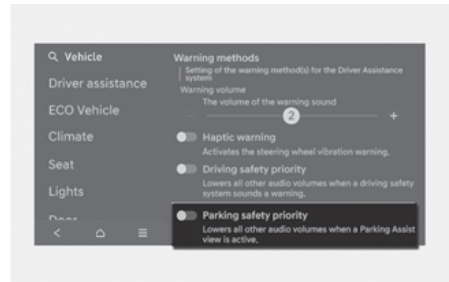 Vehicle
Driver assistance
ECO Vehicle
Climate
Seat
Lights
Door
Warning methods
Setting of the warning method(s) for the Driver Assistance
system
Warning volume
The volume of the warning sound
− 2 +
Haptic warning
Activates the steering wheel vibration warning.
Driving safety priority
Lowers all other audio volumes when a driving safety
system sounds a warning.
Parking safety priority
Lowers all other audio volumes when a Parking Assist
view is active.